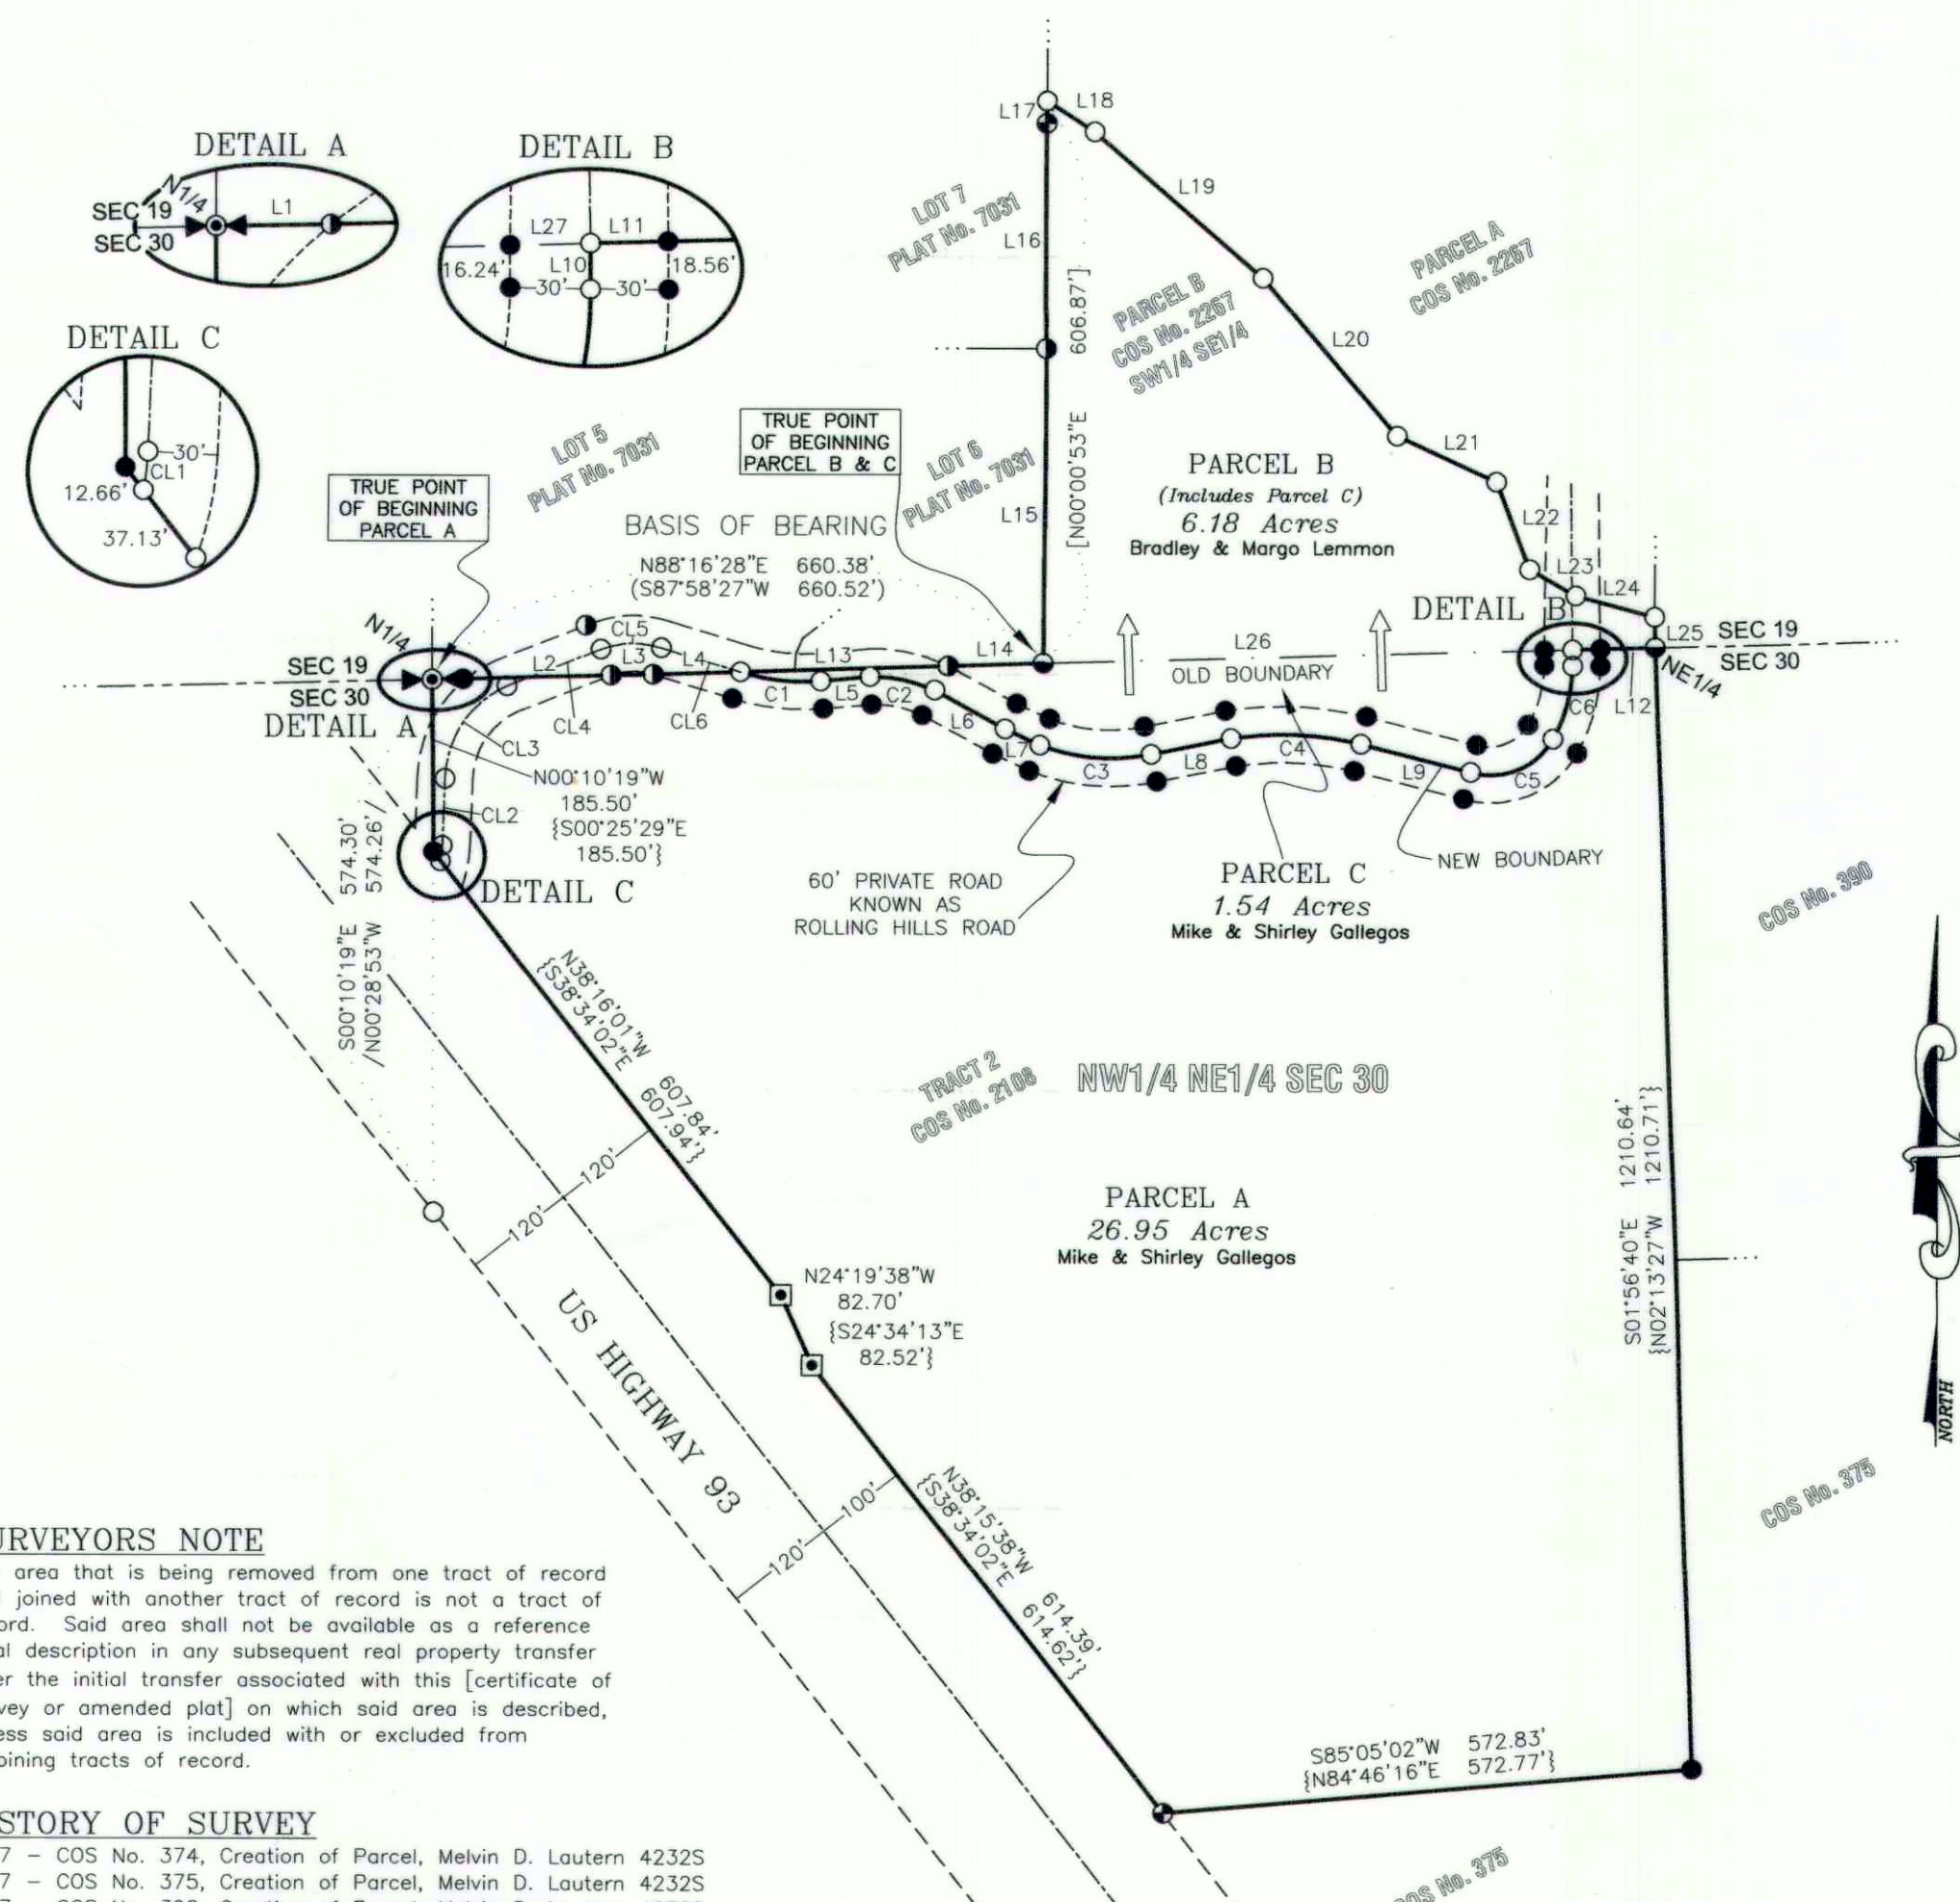 DETAIL A
N1/4
SEC 19
SEC 30
L1
DETAIL B
L27
L11
16.24'
L10
18.56'
30'
30'
DETAIL C
30'
CL1
12.66'
37.13'
L17
L18
L19
L16
606.87']
[N00°00'53"E
L20
L21
L15
L22
L23
L24
L25
LOT 7
PLAT No. 7031
PARCEL B
COS No. 2267
SW1/4 SE1/4
PARCEL A
COS No. 2267
LOT 5
PLAT No. 7031
LOT 6
PLAT No. 7031
TRUE POINT
OF BEGINNING
PARCEL B & C
TRUE POINT
OF BEGINNING
PARCEL A
BASIS OF BEARING
N88°16'28"E 660.38'
(S87°58'27"W 660.52')
PARCEL B
(Includes Parcel C)
6.18 Acres
Bradley & Margo Lemmon
DETAIL B
SEC 19
SEC 30
NE1/4
N1/4
SEC 19
SEC 30
DETAIL A
L2
CL5
L3
L4
L13
L14
L26
OLD BOUNDARY
CL4
CL6
CL3
CL2
C1
L5
C2
L6
L7
C3
L8
C4
L9
C5
C6
L12
N00°10'19"W
185.50'
{S00°25'29"E
185.50'}
DETAIL C
S00°10'19"E 574.30'
/N00°28'53"W 574.26'/
60' PRIVATE ROAD
KNOWN AS
ROLLING HILLS ROAD
PARCEL C
1.54 Acres
Mike & Shirley Gallegos
NEW BOUNDARY
COS No. 390
N38°16'01"W 607.84'
{S38°34'02"E 607.94'}
TRACT 2
COS No. 2108
NW1/4 NE1/4 SEC 30
PARCEL A
26.95 Acres
Mike & Shirley Gallegos
S01°56'40"E 1210.64'
{N02°13'27"W 1210.71'}
120'
120'
N24°19'38"W
82.70'
{S24°34'13"E
82.52'}
US HIGHWAY 93
100'
120'
N38°15'38"W 614.39'
{S38°34'02"E 614.62'}
NORTH
COS No. 375
S85°05'02"W 572.83'
{N84°46'16"E 572.77'}
COS No. 375
URVEYORS NOTE
area that is being removed from one tract of record
joined with another tract of record is not a tract of
ord. Said area shall not be available as a reference
al description in any subsequent real property transfer
er the initial transfer associated with this [certificate of
vey or amended plat] on which said area is described,
ess said area is included with or excluded from
oining tracts of record.
STORY OF SURVEY
7 – COS No. 374, Creation of Parcel, Melvin D. Lautern 4232S
7 – COS No. 375, Creation of Parcel, Melvin D. Lautern 4232S